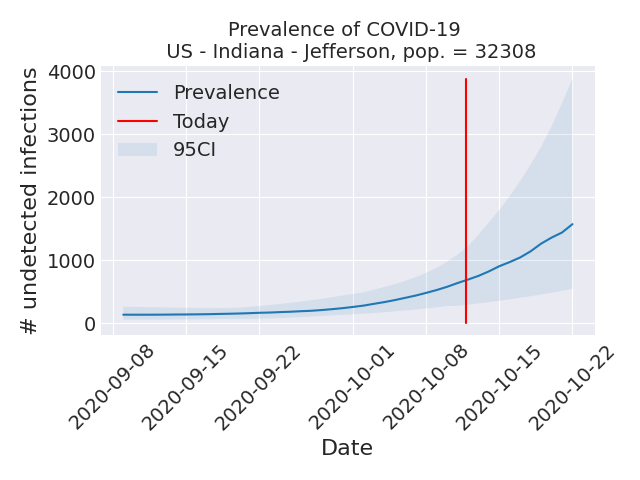 Prevalence of COVID-19
US - Indiana - Jefferson, pop. = 32308
4000
3000
2000
1000
0
# undetected infections
Prevalence
Today
95CI
2020-09-08
2020-09-15
2020-09-22
2020-10-01
2020-10-08
2020-10-15
2020-10-22
Date